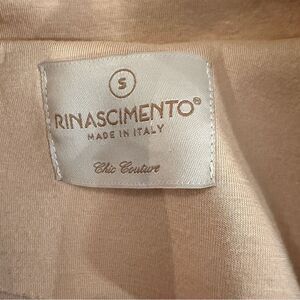 S
RINASCIMENTO®
MADE IN ITALY
Chic Couture